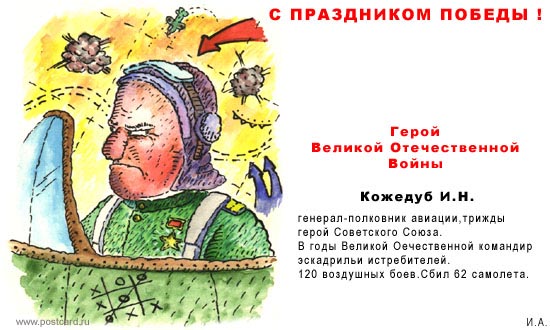 С ПРАЗДНИКОМ ПОБЕДЫ !
Герой
Великой Отечественной
Войны
Кожедуб И.Н.
генерал-полковник авиации,трижды
герой Советского Союза.
В годы Великой Оечественной командир
эскадрильи истребителей.
120 воздушных боев.Сбил 62 самолета.
www.postcard.ru
И.А.